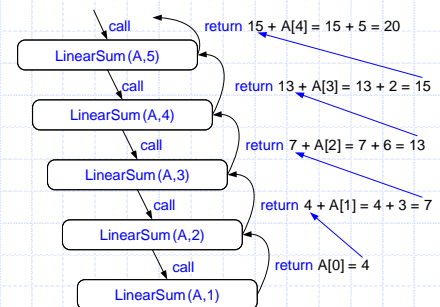 call
return 15 + A[4] = 15 + 5 = 20
LinearSum(A,5)
call
return 13 + A[3] = 13 + 2 = 15
LinearSum(A,4)
call
return 7 + A[2] = 7 + 6 = 13
LinearSum(A,3)
call
return 4 + A[1] = 4 + 3 = 7
LinearSum(A,2)
call
return A[0] = 4
LinearSum(A,1)